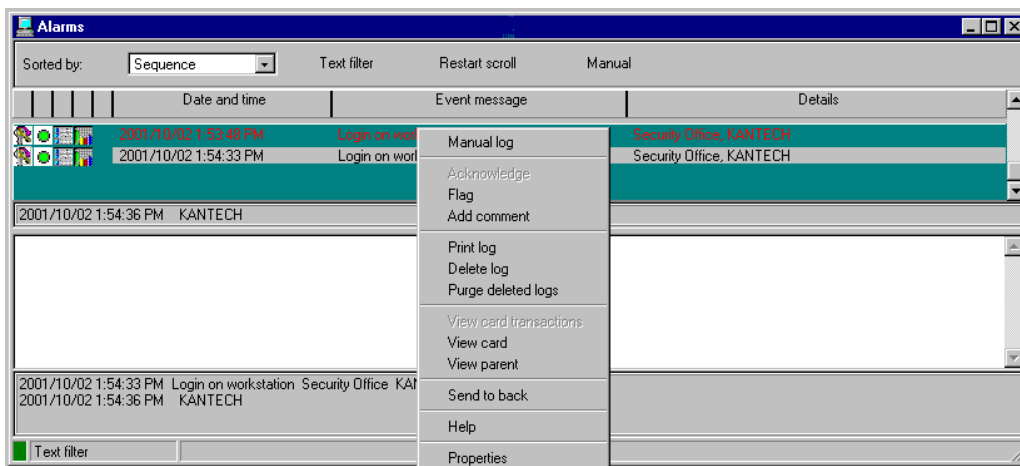 Alarms
Sorted by: Sequence Text filter Restart scroll Manual
Date and time Event message Details
2001/10/02 1:53:48 PM Login on Security Office, KANTECH
2001/10/02 1:54:33 PM Login on Security Office, KANTECH
2001/10/02 1:54:36 PM KANTECH
Manual log
Acknowledge
Flag
Add comment
Print log
Delete log
Purge deleted logs
View card transactions
View card
View parent
Send to back
Help
Properties
2001/10/02 1:54:33 PM Login on workstation Security Office
2001/10/02 1:54:36 PM KANTECH
Text filter